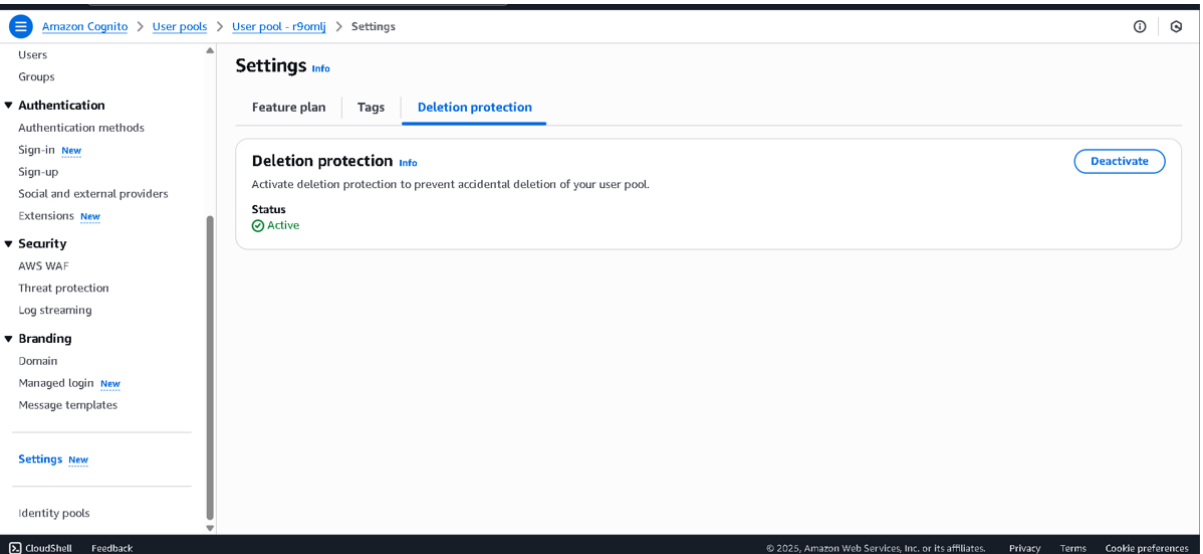 Amazon Cognito > User pools > User pool - r9omlj > Settings
Users
Groups
Authentication
Authentication methods
Sign-in New
Sign-up
Social and external providers
Extensions New
Security
AWS WAF
Threat protection
Log streaming
Branding
Domain
Managed login New
Message templates
Settings New
Identity pools
Settings Info
Feature plan Tags Deletion protection
Deletion protection Info
Deactivate
Activate deletion protection to prevent accidental deletion of your user pool.
Status
Active
CloudShell Feedback © 2025, Amazon Web Services, Inc. or its affiliates. Privacy Terms Cookie preferences